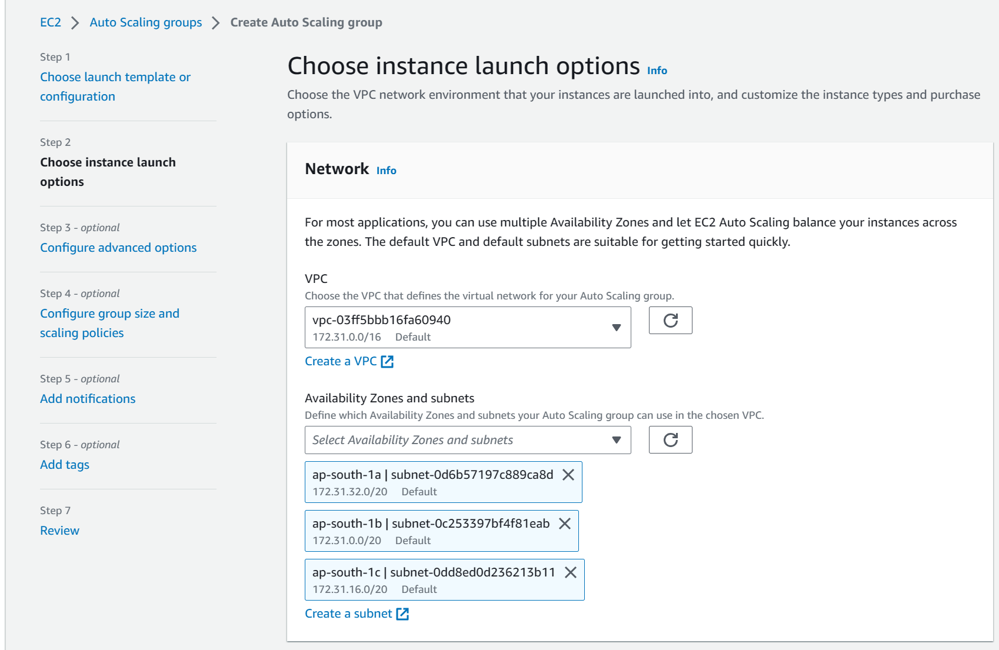 EC2 > Auto Scaling groups > Create Auto Scaling group
Step 1
Choose launch template or
configuration
Step 2
Choose instance launch
options
Step 3 - optional
Configure advanced options
Step 4 - optional
Configure group size and
scaling policies
Step 5 - optional
Add notifications
Step 6 - optional
Add tags
Step 7
Review
Choose instance launch options Info
Choose the VPC network environment that your instances are launched into, and customize the instance types and purchase
options.
Network Info
For most applications, you can use multiple Availability Zones and let EC2 Auto Scaling balance your instances across
the zones. The default VPC and default subnets are suitable for getting started quickly.
VPC
Choose the VPC that defines the virtual network for your Auto Scaling group.
vpc-03ff5bbb16fa60940
172.31.0.0/16 Default
Create a VPC
Availability Zones and subnets
Define which Availability Zones and subnets your Auto Scaling group can use in the chosen VPC.
Select Availability Zones and subnets
ap-south-1a | subnet-0d6b57197c889ca8d
172.31.32.0/20 Default
ap-south-1b | subnet-0c253397bf4f81eab
172.31.0.0/20 Default
ap-south-1c | subnet-0dd8ed0d236213b11
172.31.16.0/20 Default
Create a subnet